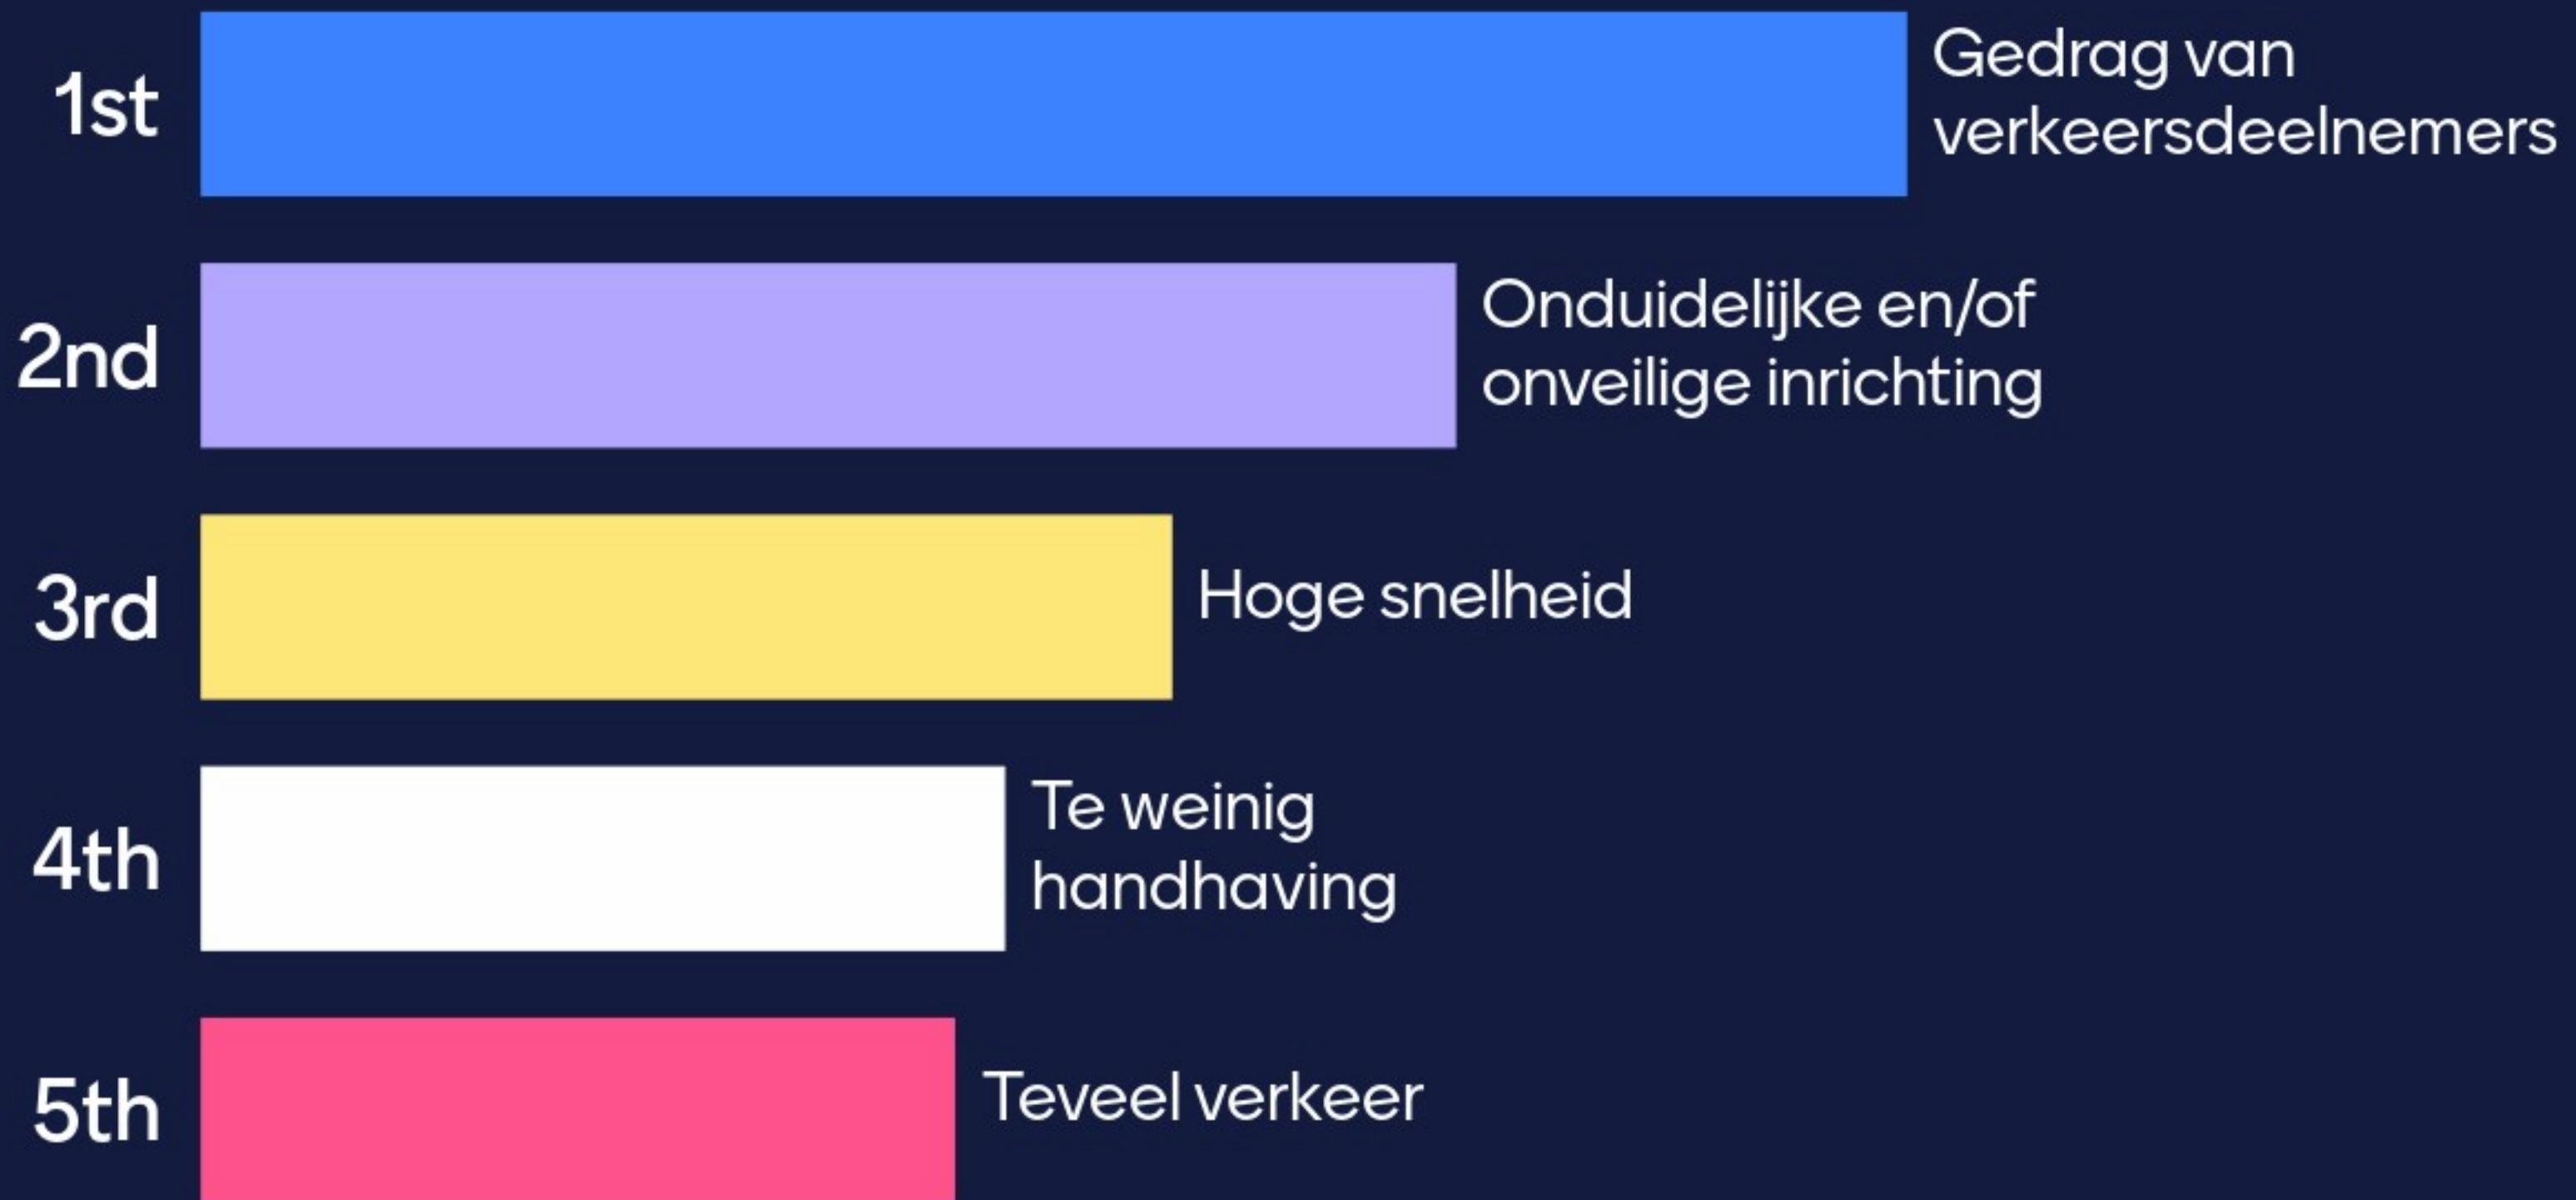 1st
Gedrag van
verkeersdeelnemers
2nd
Onduidelijke en/of
onveilige inrichting
3rd
Hoge snelheid
4th
Te weinig
handhaving
5th
Teveel verkeer